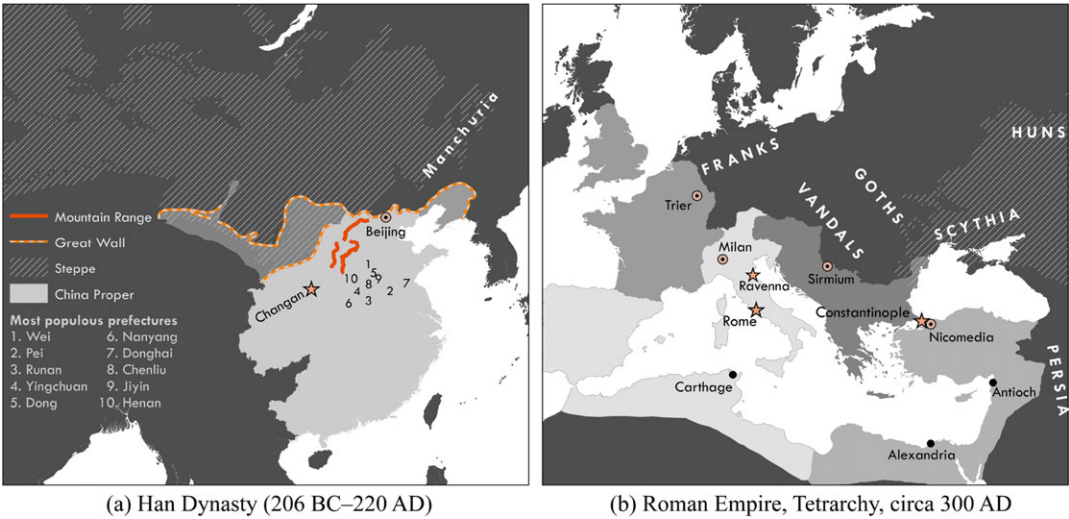 Manchuria
Mountain Range
Great Wall
Steppe
China Proper
Beijing
Changan
1
5
9
10
8
7
4
2
3
6
Most populous prefectures
1. Wei
2. Pei
3. Runan
4. Yingchuan
5. Dong
6. Nanyang
7. Donghai
8. Chenliu
9. Jiyin
10. Henan
(a) Han Dynasty (206 BC–220 AD)
HUNS
FRANKS
GOTHS
VANDALS
SCYTHIA
Trier
Milan
Ravenna
Sirmium
Rome
Constantinople
Nicomedia
PERSIA
Carthage
Antioch
Alexandria
(b) Roman Empire, Tetrarchy, circa 300 AD